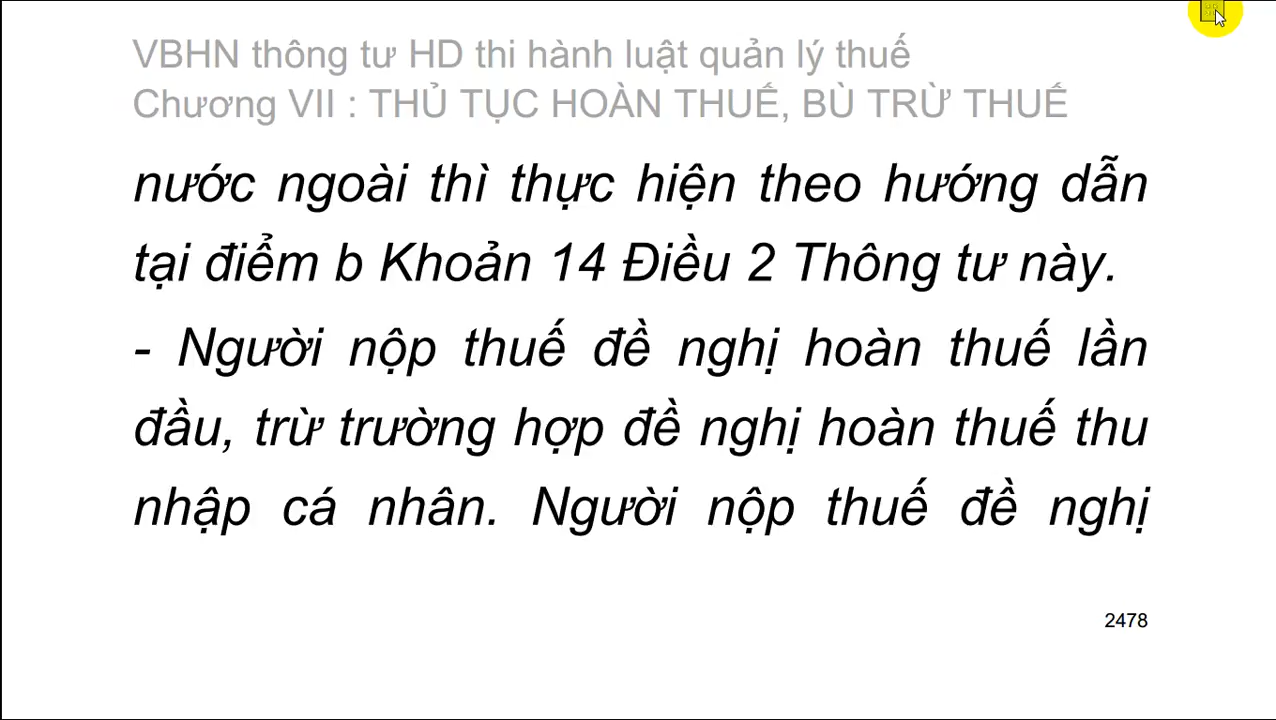 VBHN thông tư HD thi hành luật quản lý thuế
Chương VII : THỦ TỤC HOÀN THUẾ, BÙ TRỪ THUẾ
nước ngoài thì thực hiện theo hướng dẫn
tại điểm b Khoản 14 Điều 2 Thông tư này.
- Người nộp thuế đề nghị hoàn thuế lần
đầu, trừ trường hợp đề nghị hoàn thuế thu
nhập cá nhân. Người nộp thuế đề nghị
2478